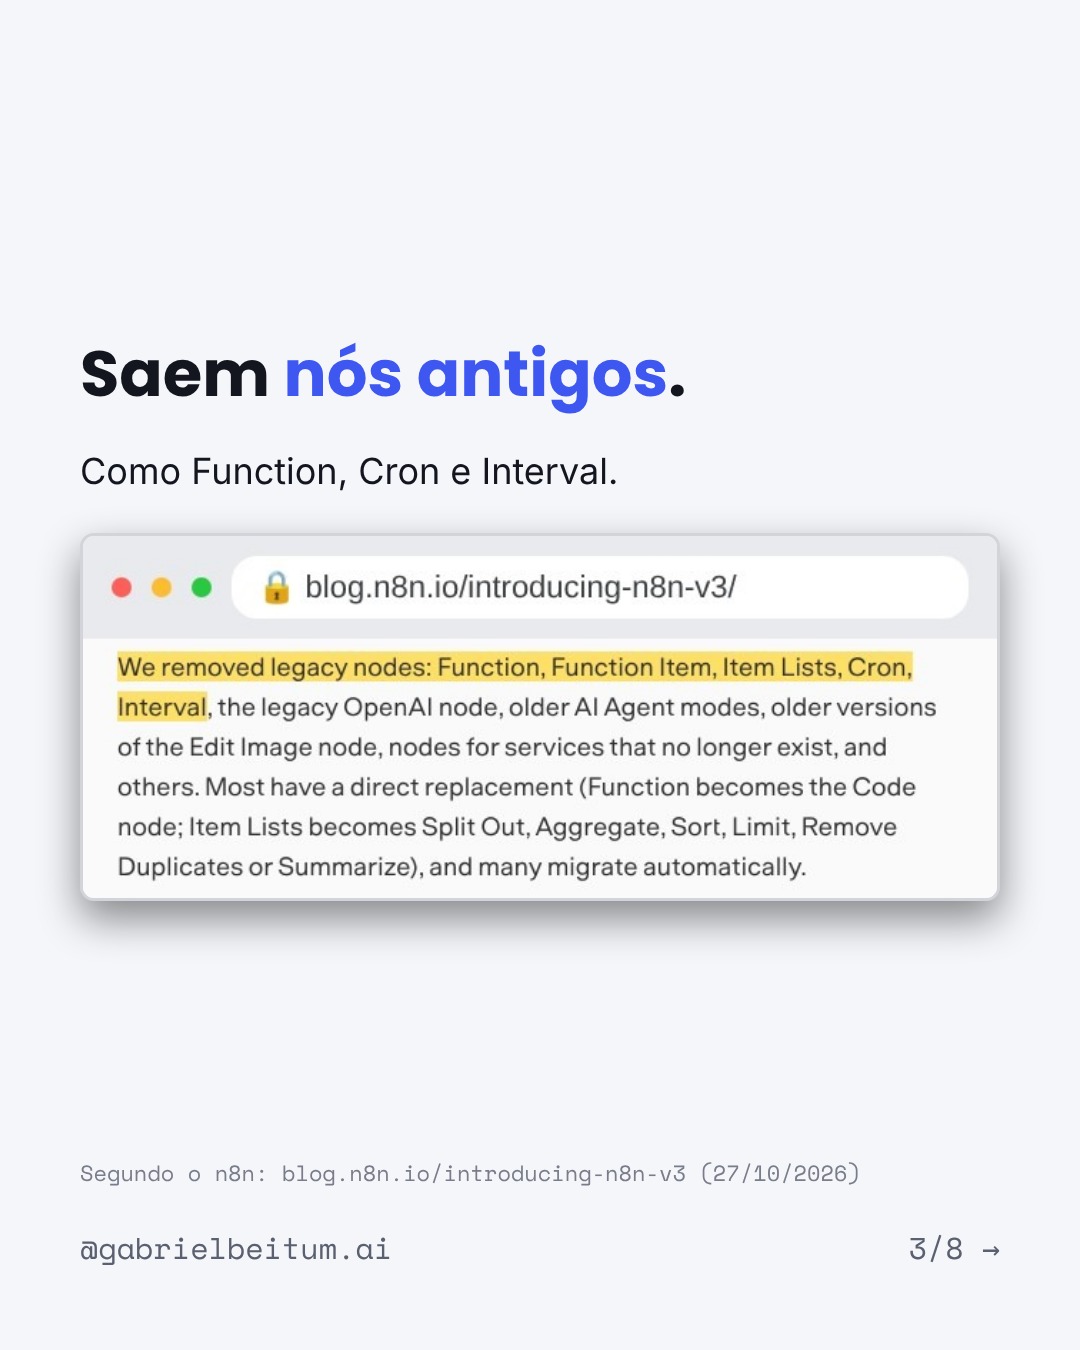 Saem nós antigos.
Como Function, Cron e Interval.
blog.n8n.io/introducing-n8n-v3/
We removed legacy nodes: Function, Function Item, Item Lists, Cron,
Interval, the legacy OpenAI node, older AI Agent modes, older versions
of the Edit Image node, nodes for services that no longer exist, and
others. Most have a direct replacement (Function becomes the Code
node; Item Lists becomes Split Out, Aggregate, Sort, Limit, Remove
Duplicates or Summarize), and many migrate automatically.
Segundo o n8n: blog.n8n.io/introducing-n8n-v3 (27/10/2026)
@gabrielbeitum.ai
3/8 →